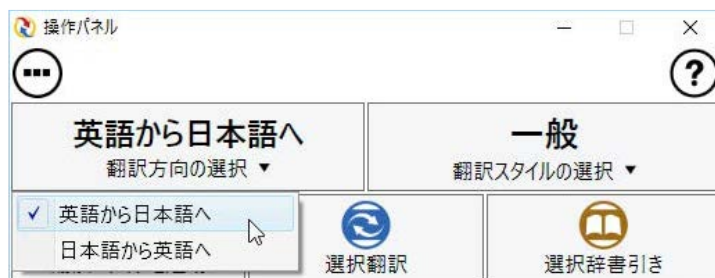 操作パネル
英語から日本語へ
翻訳方向の選択 ▼
一般
翻訳スタイルの選択 ▼
✓ 英語から日本語へ
日本語から英語へ
選択翻訳
選択辞書引き